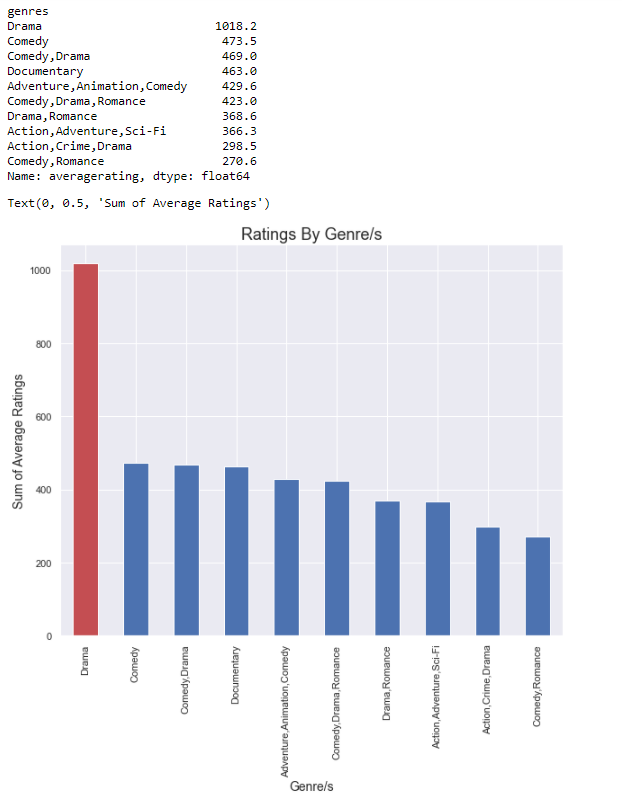 genres
Drama 1018.2
Comedy 473.5
Comedy,Drama 469.0
Documentary 463.0
Adventure,Animation,Comedy 429.6
Comedy,Drama,Romance 423.0
Drama,Romance 368.6
Action,Adventure,Sci-Fi 366.3
Action,Crime,Drama 298.5
Comedy,Romance 270.6
Name: averagerating, dtype: float64
Text(0, 0.5, 'Sum of Average Ratings')
Ratings By Genre/s
Sum of Average Ratings
1000
800
600
400
200
0
Drama
Comedy
Comedy,Drama
Documentary
Adventure,Animation,Comedy
Comedy,Drama,Romance
Drama,Romance
Action,Adventure,Sci-Fi
Action,Crime,Drama
Comedy,Romance
Genre/s